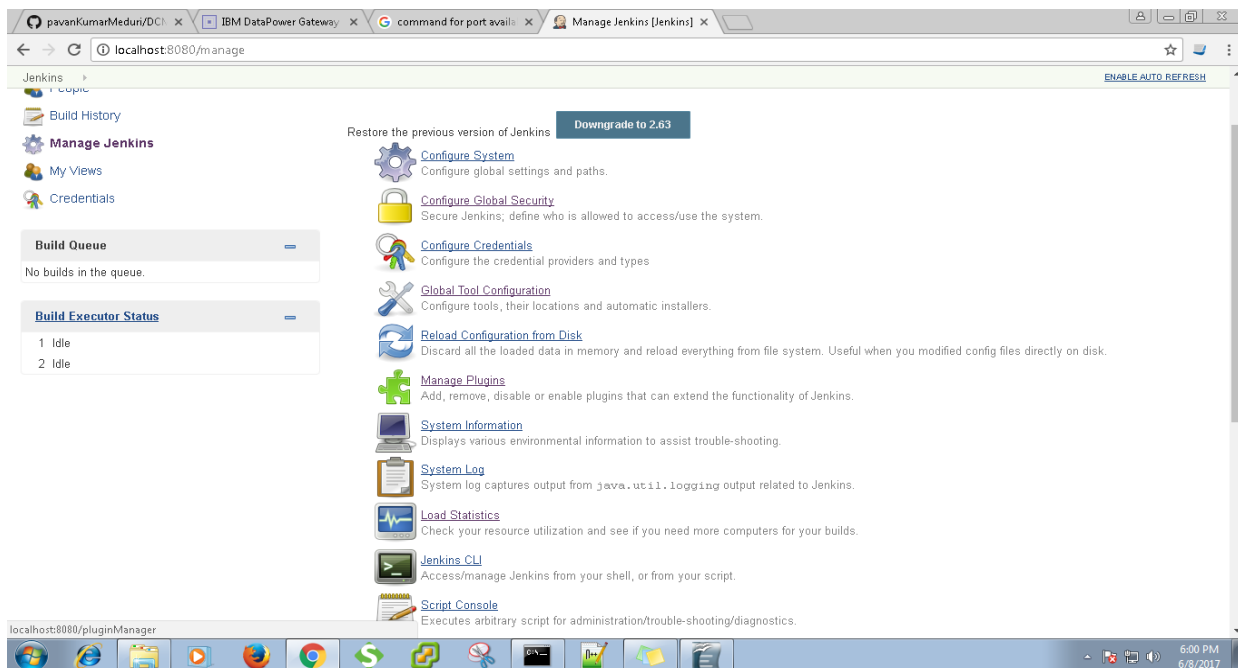 pavanKumarMeduri/DCN
IBM DataPower Gateway
command for port availa
Manage Jenkins [Jenkins]
localhost:8080/manage
Jenkins
ENABLE AUTO REFRESH
People
Build History
Manage Jenkins
My Views
Credentials
Build Queue
No builds in the queue.
Build Executor Status
1 Idle
2 Idle
Restore the previous version of Jenkins
Downgrade to 2.63
Configure System
Configure global settings and paths.
Configure Global Security
Secure Jenkins; define who is allowed to access/use the system.
Configure Credentials
Configure the credential providers and types
Global Tool Configuration
Configure tools, their locations and automatic installers.
Reload Configuration from Disk
Discard all the loaded data in memory and reload everything from file system. Useful when you modified config files directly on disk.
Manage Plugins
Add, remove, disable or enable plugins that can extend the functionality of Jenkins.
System Information
Displays various environmental information to assist trouble-shooting.
System Log
System log captures output from java.util.logging output related to Jenkins.
Load Statistics
Check your resource utilization and see if you need more computers for your builds.
Jenkins CLI
Access/manage Jenkins from your shell, or from your script.
Script Console
Executes arbitrary script for administration/trouble-shooting/diagnostics.
localhost:8080/pluginManager
6:00 PM
6/8/2017